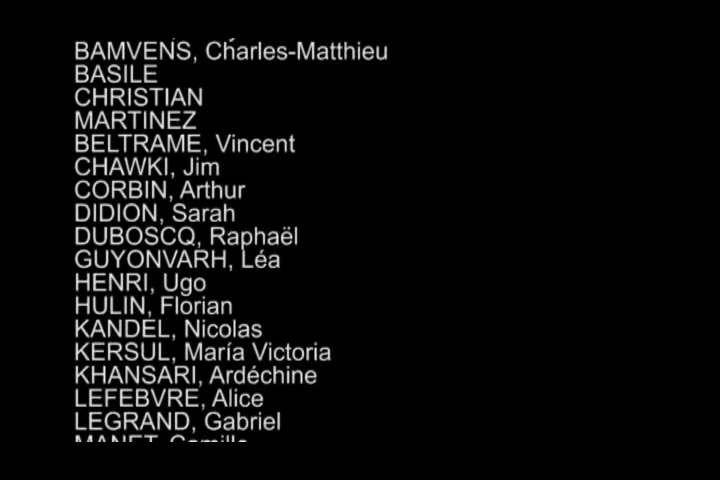 BAMVENS, Charles-Matthieu
BASILE
CHRISTIAN
MARTINEZ
BELTRAME, Vincent
CHAWKI, Jim
CORBIN, Arthur
DIDION, Sarah
DUBOSCQ, Raphaël
GUYONVARH, Léa
HENRI, Ugo
HULIN, Florian
KANDEL, Nicolas
KERSUL, María Victoria
KHANSARI, Ardéchine
LEFEBVRE, Alice
LEGRAND, Gabriel
MANET, Camille